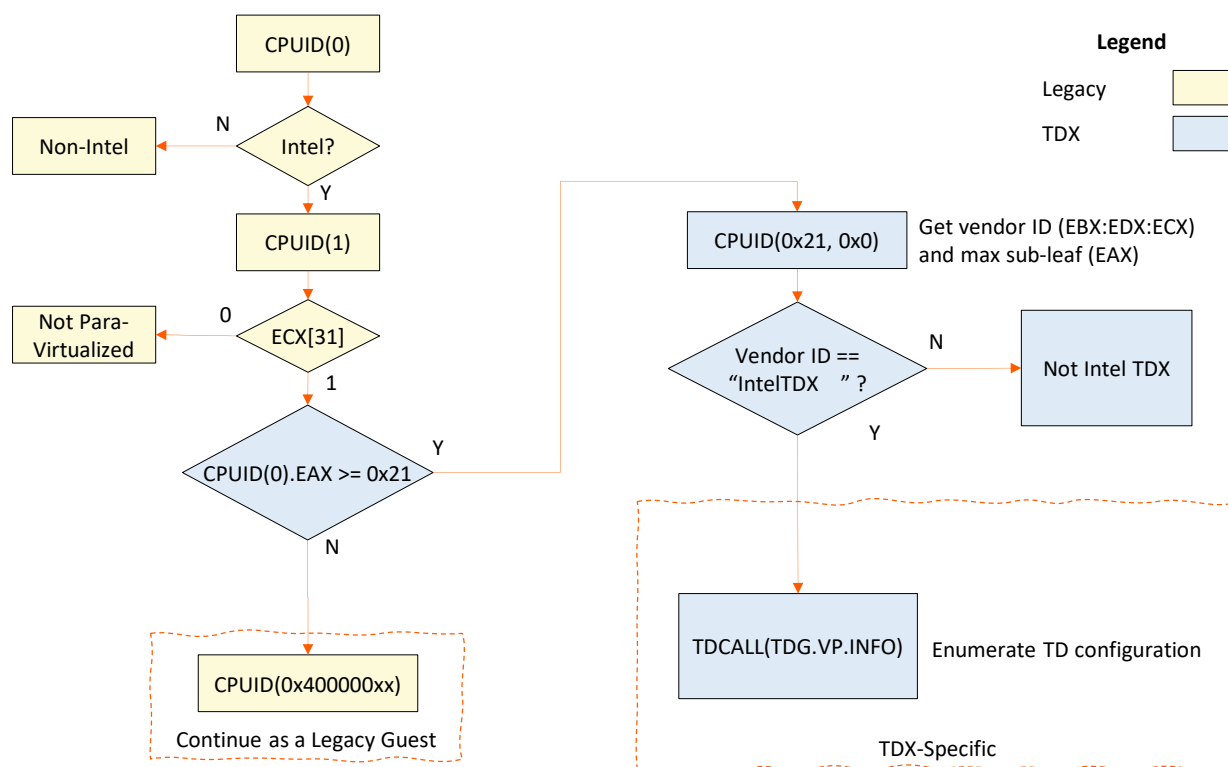 CPUID(0)
Legend
Legacy
TDX
N
Non-Intel
Intel?
Y
CPUID(1)
0
Not Para-
Virtualized
ECX[31]
1
CPUID(0).EAX >= 0x21
Y
N
CPUID(0x400000xx)
Continue as a Legacy Guest
CPUID(0x21, 0x0)
Get vendor ID (EBX:EDX:ECX)
and max sub-leaf (EAX)
Vendor ID ==
“IntelTDX    ” ?
N
Not Intel TDX
Y
TDCALL(TDG.VP.INFO)
Enumerate TD configuration
TDX-Specific